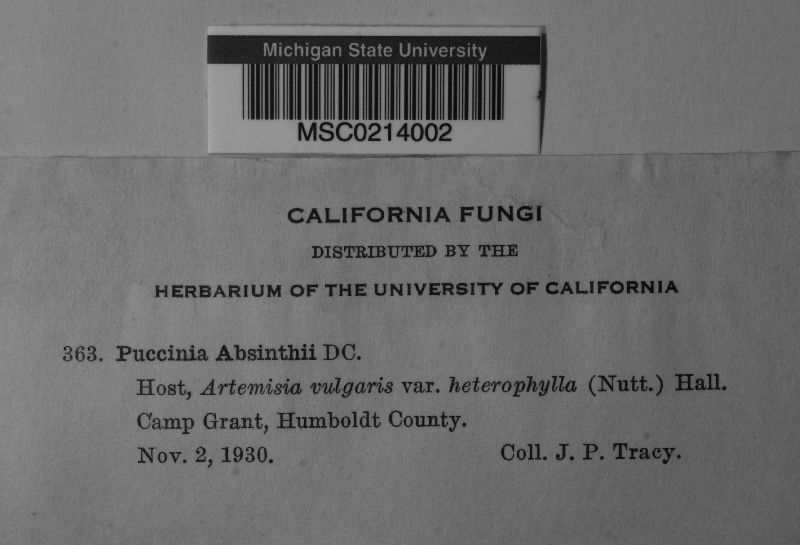 Michigan State University
MSC0214002
CALIFORNIA FUNGI
DISTRIBUTED BY THE
HERBARIUM OF THE UNIVERSITY OF CALIFORNIA
363. Puccinia Absinthii DC.
Host, Artemisia vulgaris var. heterophylla (Nutt.) Hall.
Camp Grant, Humboldt County.
Nov. 2, 1930. Coll. J. P. Tracy.